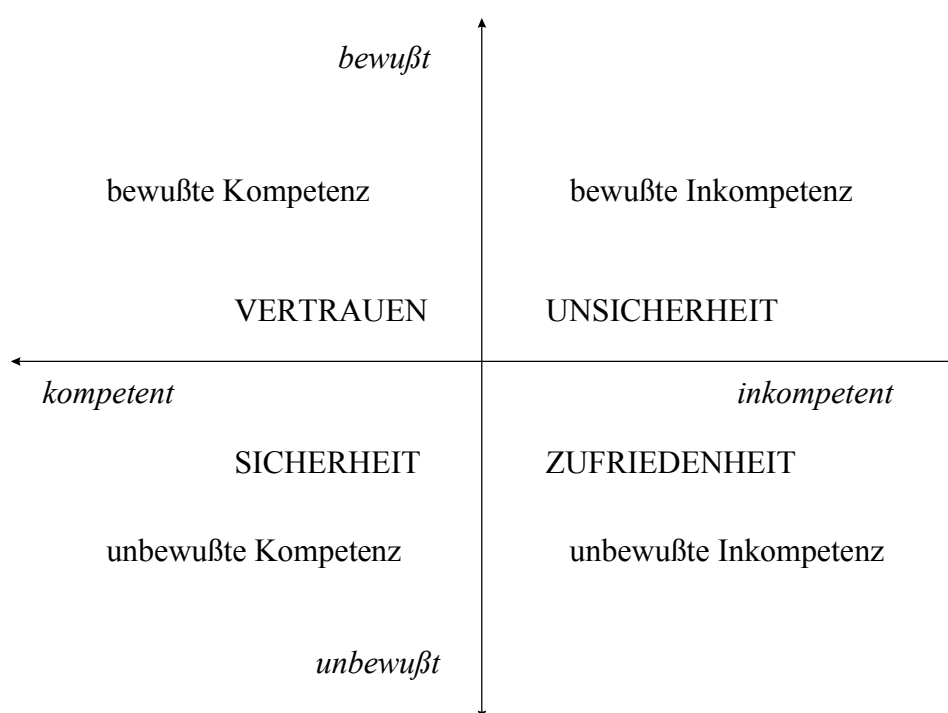 bewußt
bewußte Kompetenz bewußte Inkompetenz
VERTRAUEN UNSICHERHEIT
kompetent inkompetent
SICHERHEIT ZUFRIEDENHEIT
unbewußte Kompetenz unbewußte Inkompetenz
unbewußt